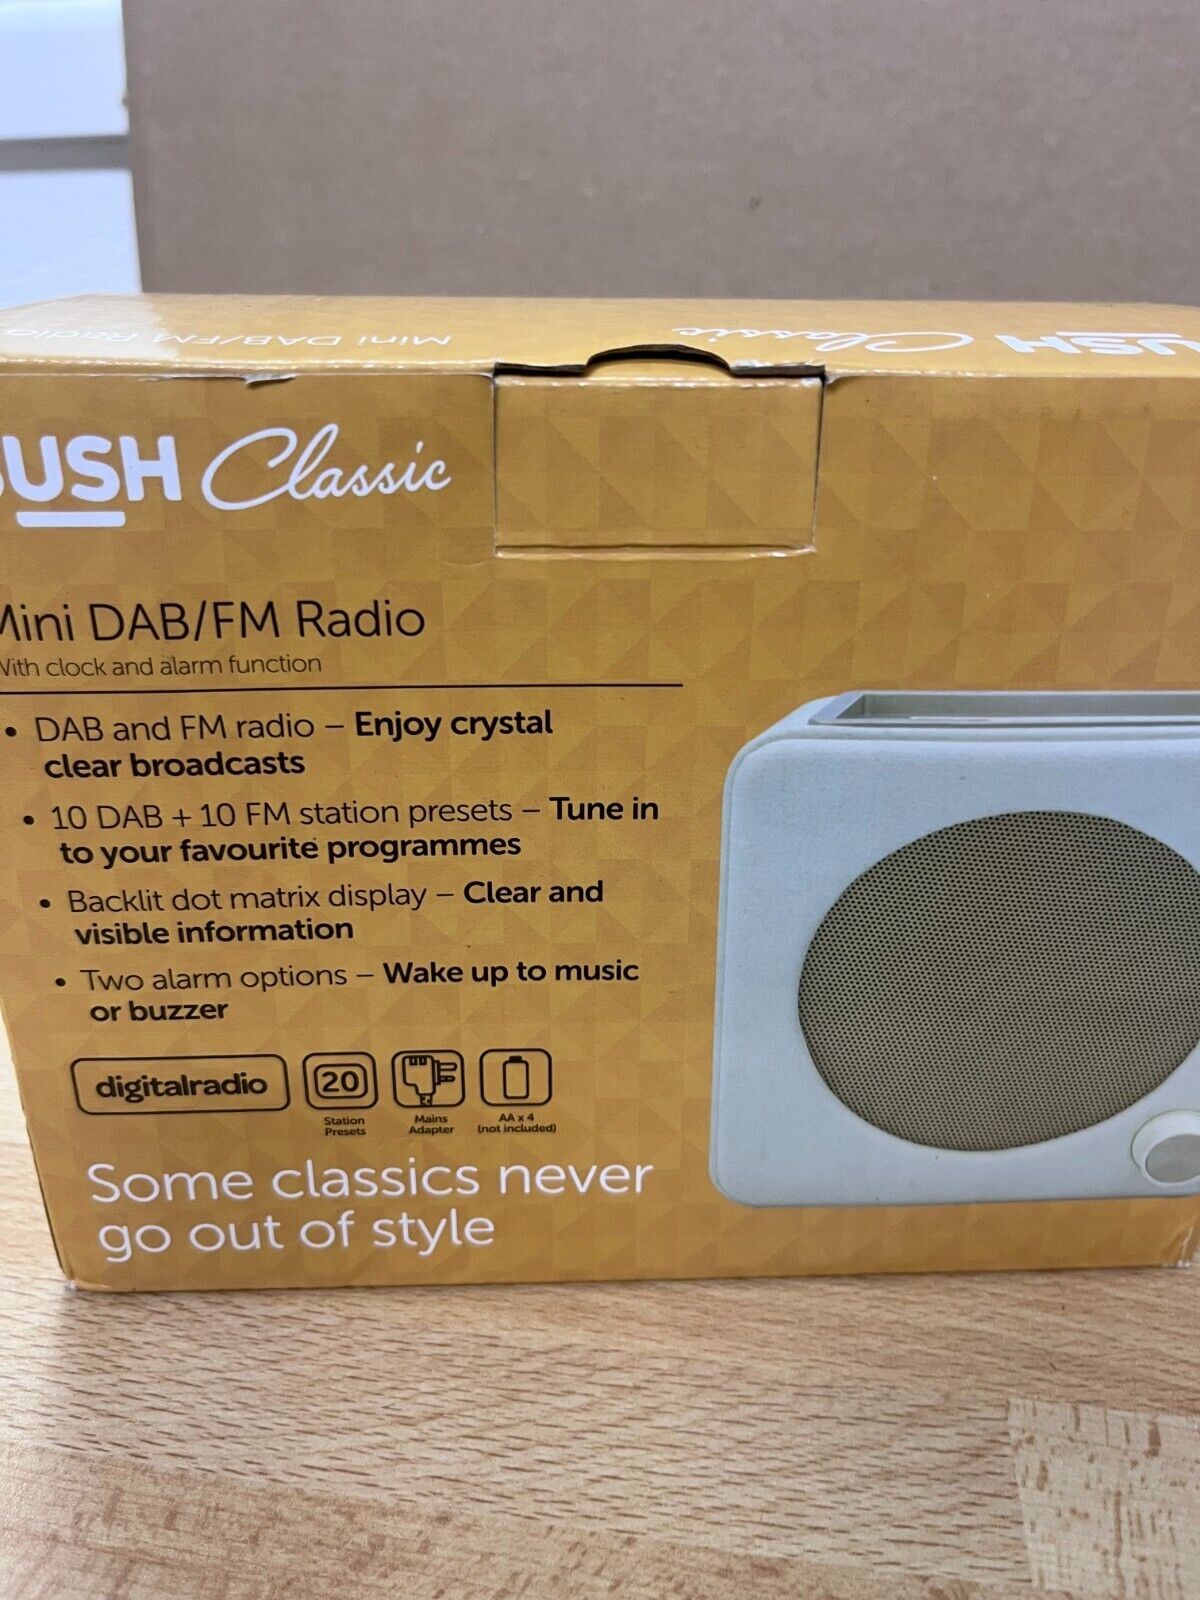 Mini DAB/FM Radio
BUSH Classic
BUSH Classic
Mini DAB/FM Radio
With clock and alarm function
• DAB and FM radio – Enjoy crystal
clear broadcasts
• 10 DAB + 10 FM station presets – Tune in
to your favourite programmes
• Backlit dot matrix display – Clear and
visible information
• Two alarm options – Wake up to music
or buzzer
digitalradio
20
Station
Presets
Mains
Adapter
AA x 4
(not included)
Some classics never
go out of style